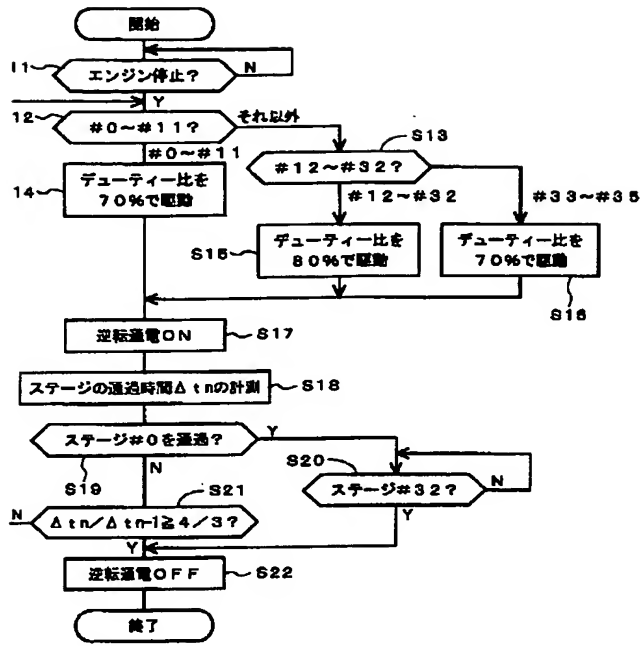 開始
11
エンジン停止?
N
Y
12
#0〜#11?
それ以外
S13
#0〜#11
#12〜#32?
14
デューティー比を
70%で駆動
#12〜#32
#33〜#35
S15
デューティー比を
80%で駆動
デューティー比を
70%で駆動
S16
逆転通電ON
S17
ステージの通過時間Δtnの計測
S18
ステージ#0を通過?
Y
S19
N
S20
ステージ#32?
N
S21
N
Δtn/Δtn-1≧4/3?
Y
Y
逆転通電OFF
S22
終了